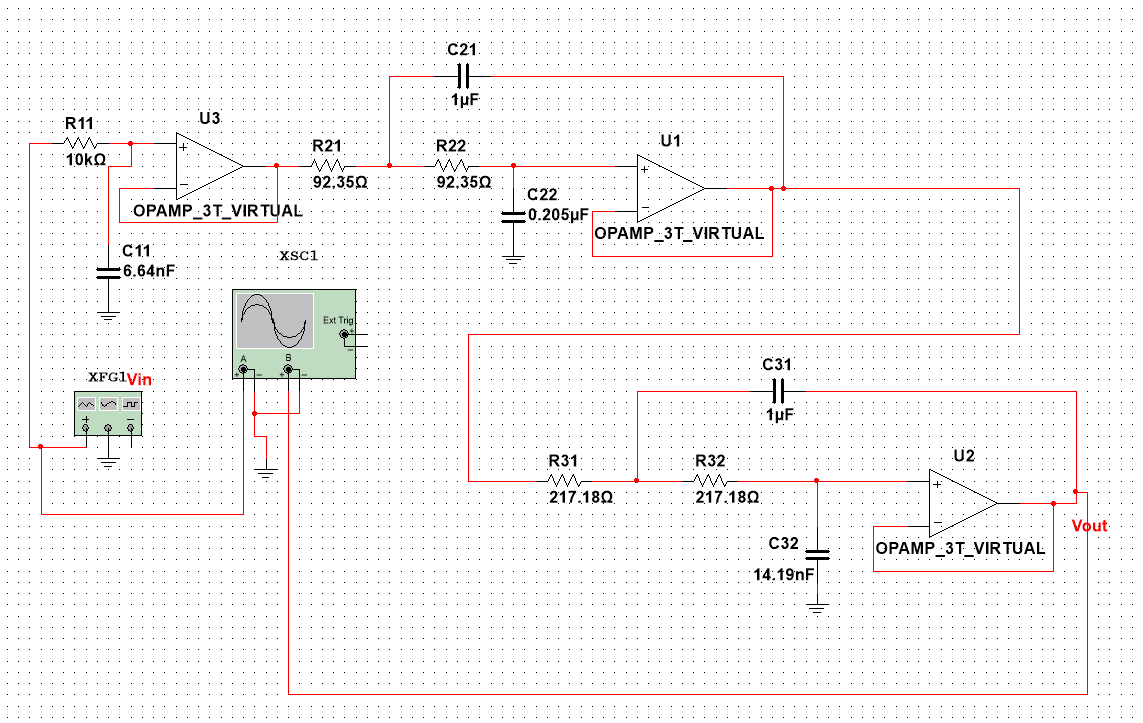 C21
1µF
R11
10kΩ
U3
+
−
OPAMP_3T_VIRTUAL
R21
92.35Ω
R22
92.35Ω
C22
0.205µF
U1
+
−
OPAMP_3T_VIRTUAL
C11
6.64nF
XSC1
Ext Trig
+
−
A
B
+
−
+
−
XFG1
Vin
+
−
C31
1µF
R31
217.18Ω
R32
217.18Ω
U2
+
−
OPAMP_3T_VIRTUAL
Vout
C32
14.19nF